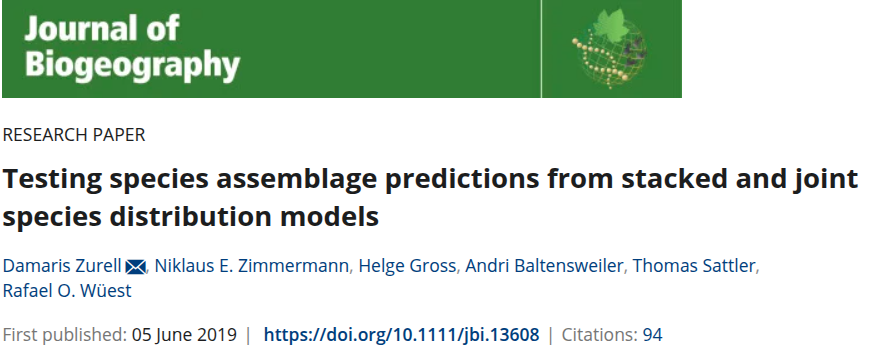 Journal of
Biogeography
RESEARCH PAPER
Testing species assemblage predictions from stacked and joint
species distribution models
Damaris Zurell, Niklaus E. Zimmermann, Helge Gross, Andri Baltensweiler, Thomas Sattler,
Rafael O. Wüest
First published: 05 June 2019 | https://doi.org/10.1111/jbi.13608 | Citations: 94